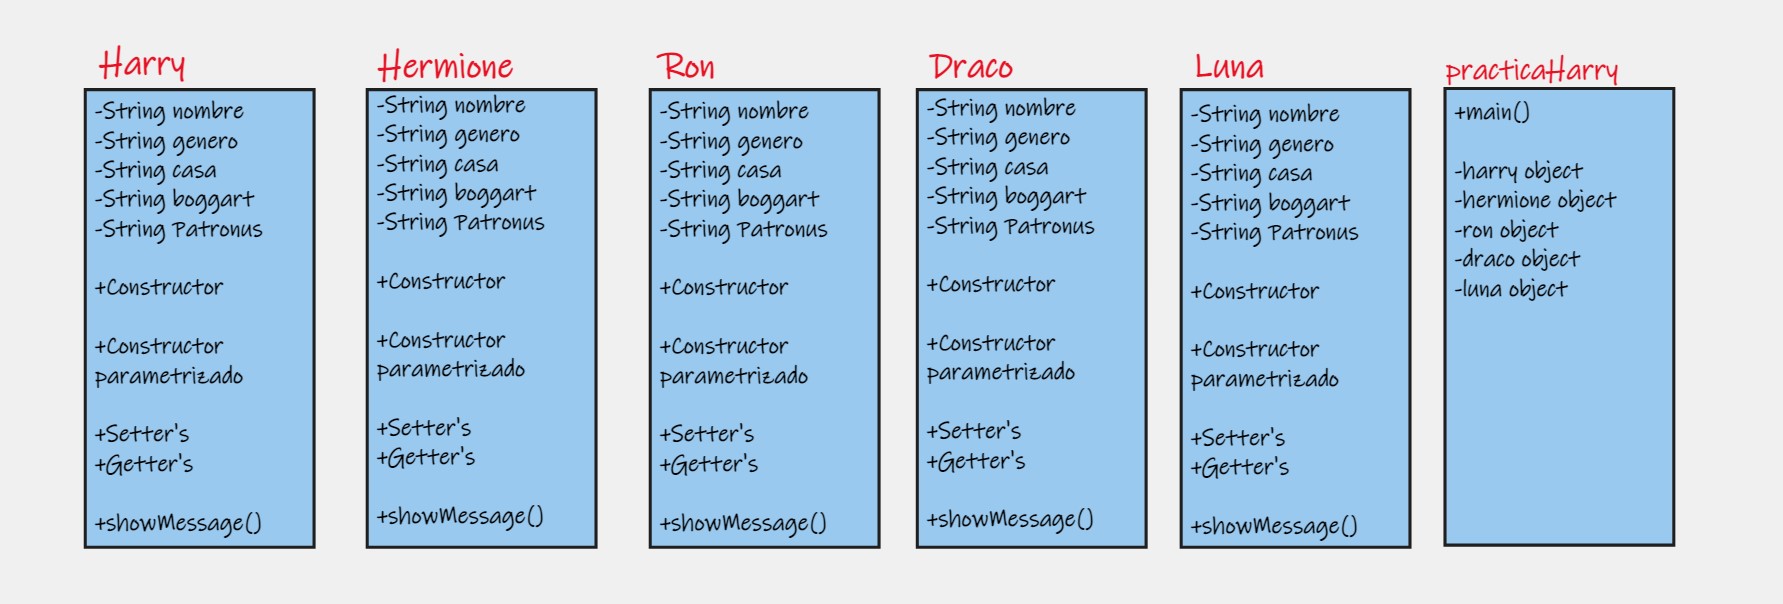 Harry
-String nombre
-String genero
-String casa
-String boggart
-String Patronus
+Constructor
+Constructor
parametrizado
+Setter's
+Getter's
+showMessage()
Hermione
-String nombre
-String genero
-String casa
-String boggart
-String Patronus
+Constructor
+Constructor
parametrizado
+Setter's
+Getter's
+showMessage()
Ron
-String nombre
-String genero
-String casa
-String boggart
-String Patronus
+Constructor
+Constructor
parametrizado
+Setter's
+Getter's
+showMessage()
Draco
-String nombre
-String genero
-String casa
-String boggart
-String Patronus
+Constructor
+Constructor
parametrizado
+Setter's
+Getter's
+showMessage()
Luna
-String nombre
-String genero
-String casa
-String boggart
-String Patronus
+Constructor
+Constructor
parametrizado
+Setter's
+Getter's
+showMessage()
practicaHarry
+main()
-harry object
-hermione object
-ron object
-draco object
-luna object